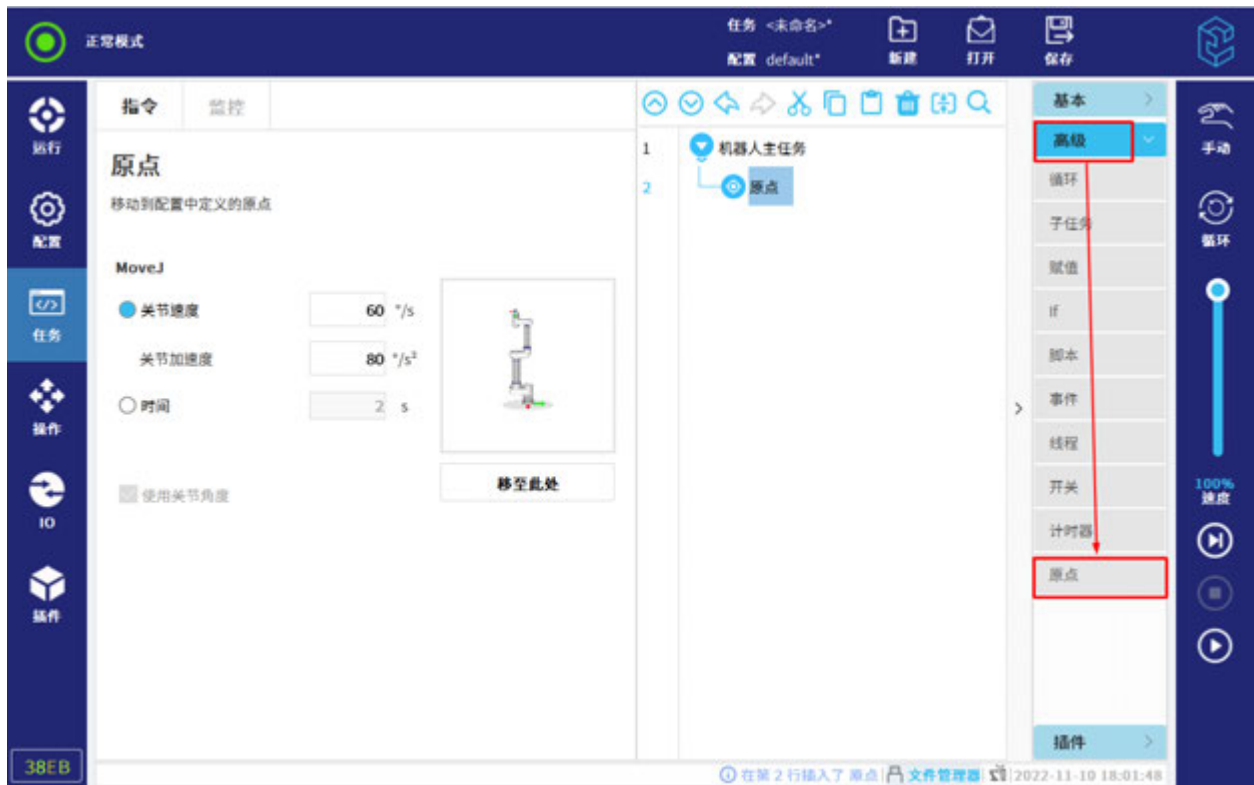 正常模式
任务 <未命名>*
配置 default*
新建
打开
保存
运行
配置
任务
操作
IO
插件
38EB
指令 监控
原点
移动到配置中定义的原点
MoveJ
关节速度 60 °/s
关节加速度 80 °/s²
时间 2 s
使用关节角度
移至此处
1 机器人主任务
2 原点
基本
高级
循环
子任务
赋值
If
脚本
事件
线程
开关
计时器
原点
插件
手动
循环
100%
速度
在第 2 行插入了 原点 文件管理器 2022-11-10 18:01:48